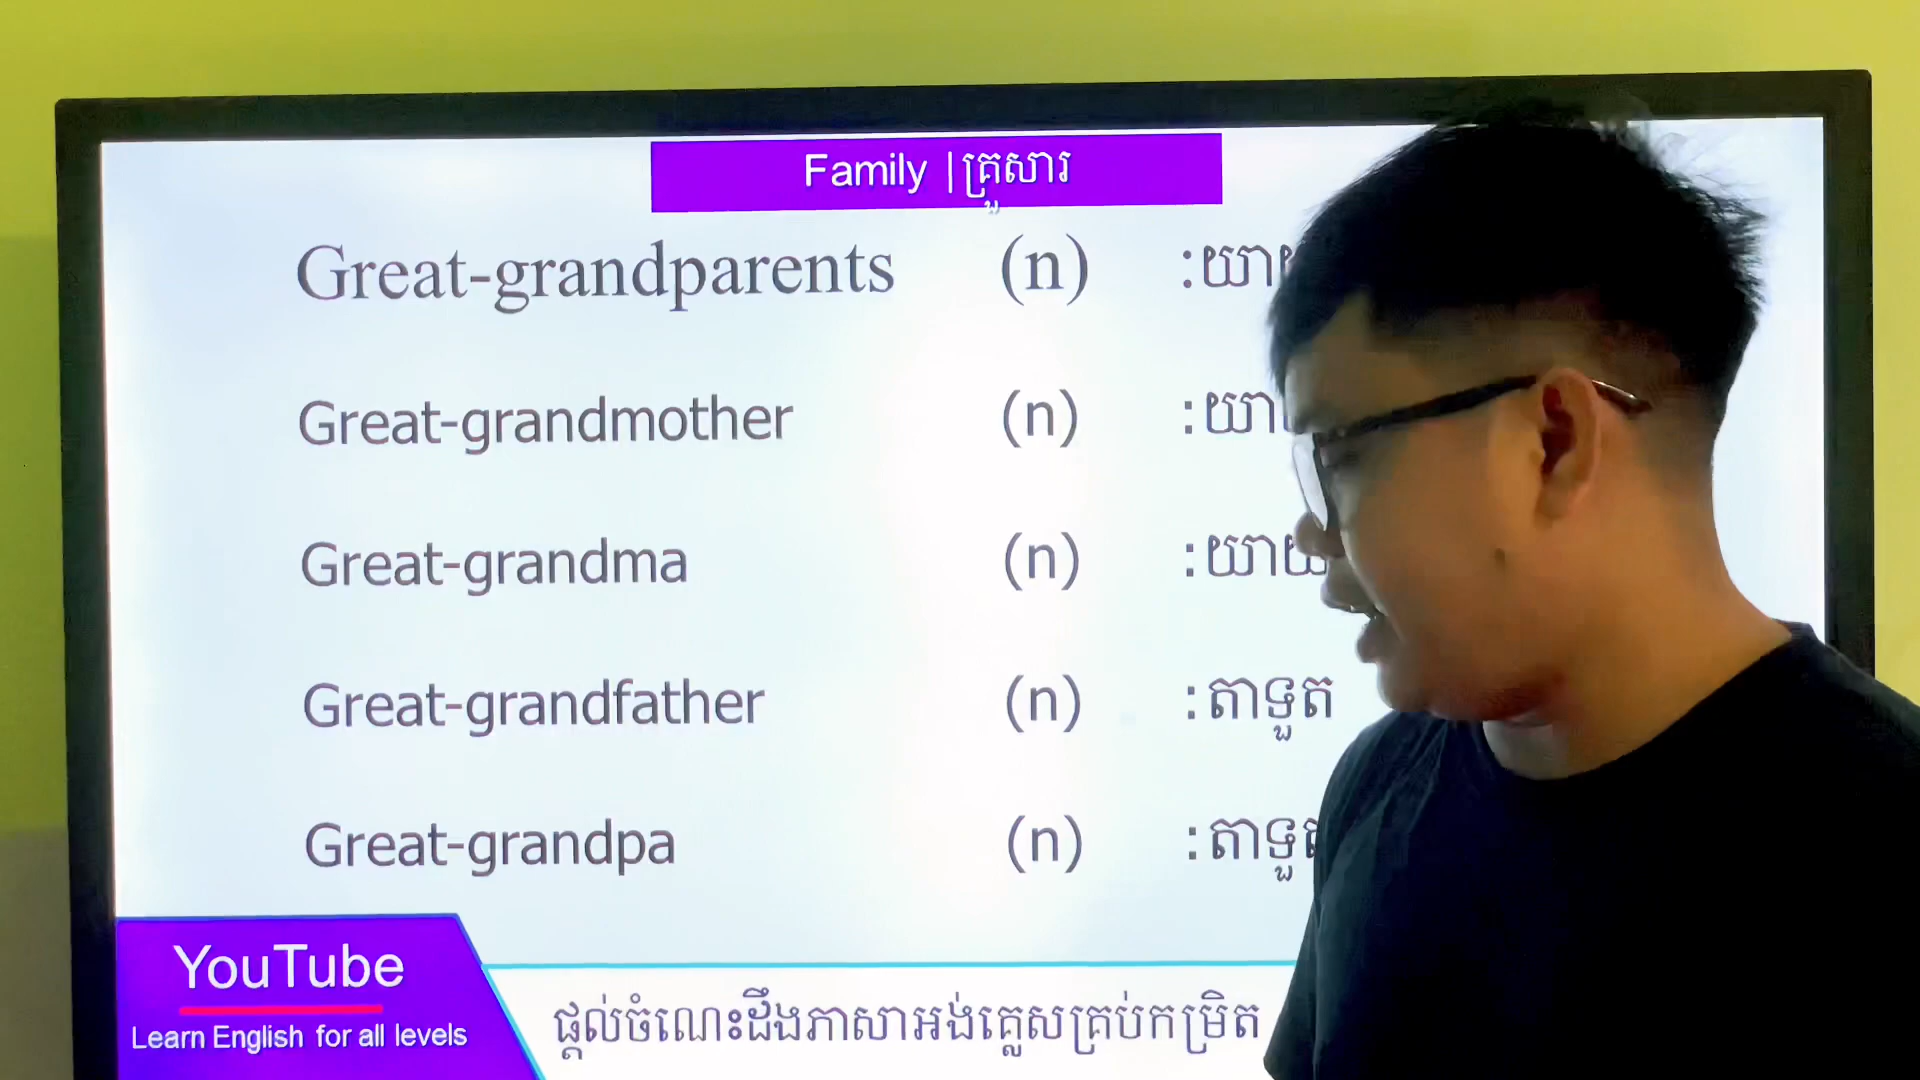 Family |គ្រួសារ
Great-grandparents (n) :
Great-grandmother (n) :
Great-grandma (n) :
Great-grandfather (n) :តាទួត
Great-grandpa (n) :
YouTube
Learn English for all levels
ផ្តល់ចំណេះដឹងភាសាអង់គ្លេសគ្រប់កម្រិត